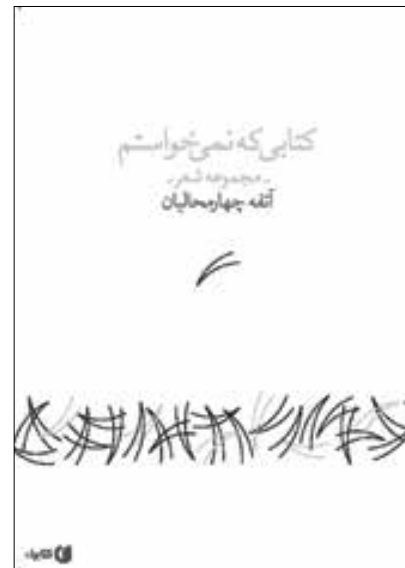 کتابی که نمی‌خواستم
- مجموعه شعر -
آتفه چهارمحالیان